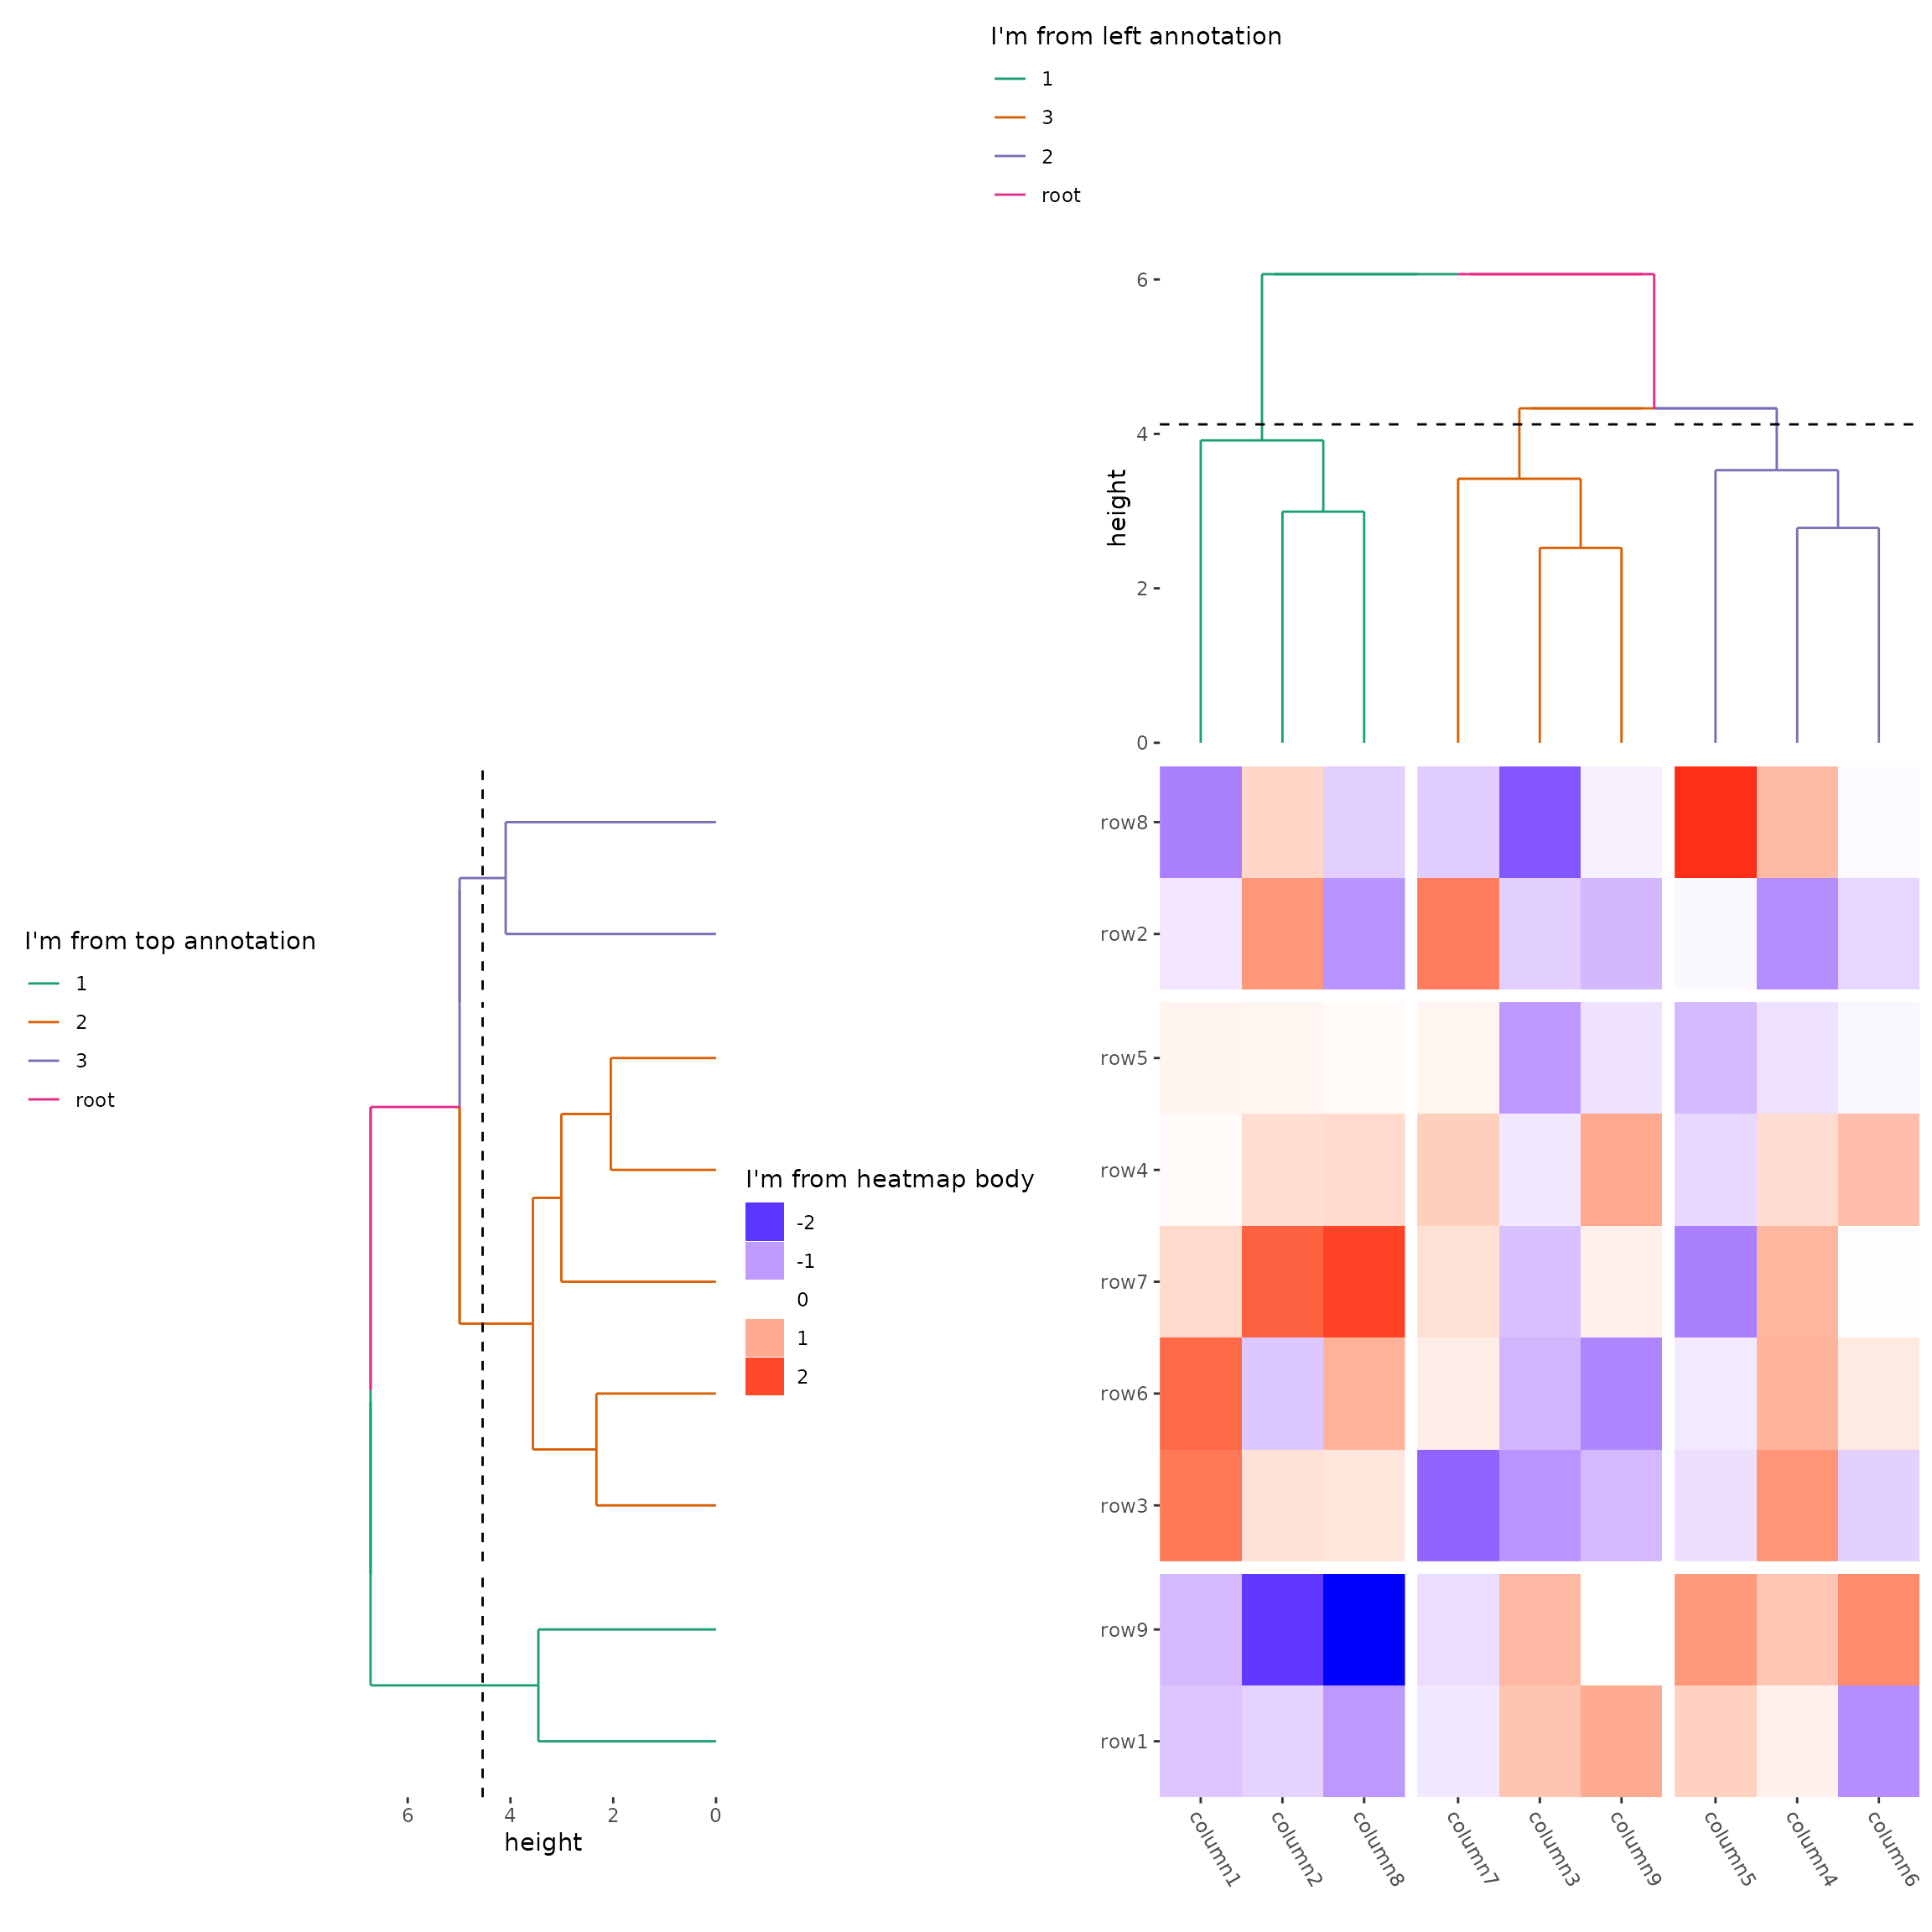 I'm from left annotation
1
3
2
root
6
4
2
0
height
I'm from top annotation
1
2
3
root
6
4
2
0
height
I'm from heatmap body
-2
-1
0
1
2
row8
row2
row5
row4
row7
row6
row3
row9
row1
column1
column2
column8
column7
column3
column9
column5
column4
column6